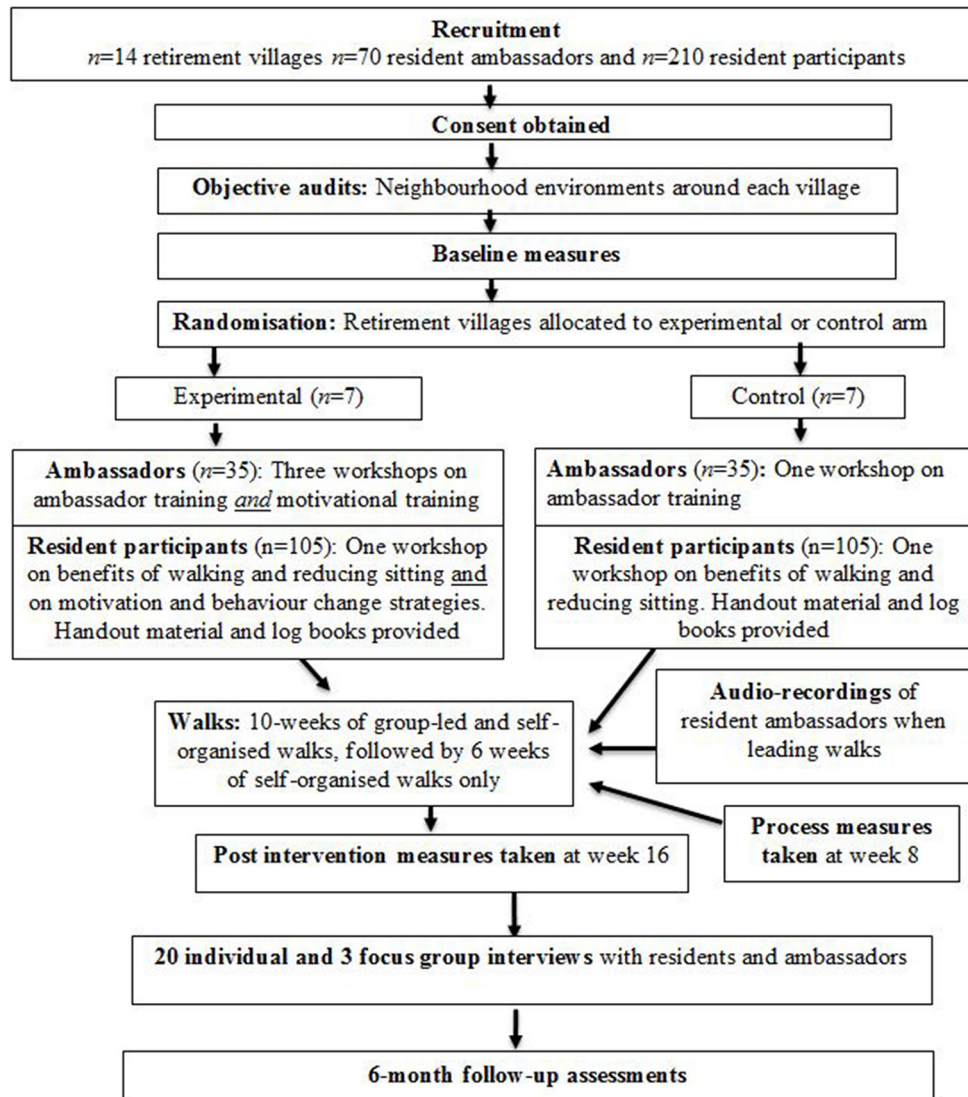 Recruitment
n=14 retirement villages n=70 resident ambassadors and n=210 resident participants
Consent obtained
Objective audits: Neighbourhood environments around each village
Baseline measures
Randomisation: Retirement villages allocated to experimental or control arm
Experimental (n=7)
Control (n=7)
Ambassadors (n=35): Three workshops on
ambassador training and motivational training
Resident participants (n=105): One workshop
on benefits of walking and reducing sitting and
on motivation and behaviour change strategies.
Handout material and log books provided
Ambassadors (n=35): One workshop on
ambassador training
Resident participants (n=105): One
workshop on benefits of walking and
reducing sitting. Handout material and log
books provided
Audio-recordings of
resident ambassadors when
leading walks
Walks: 10-weeks of group-led and self-
organised walks, followed by 6 weeks
of self-organised walks only
Process measures
taken at week 8
Post intervention measures taken at week 16
20 individual and 3 focus group interviews with residents and ambassadors
6-month follow-up assessments